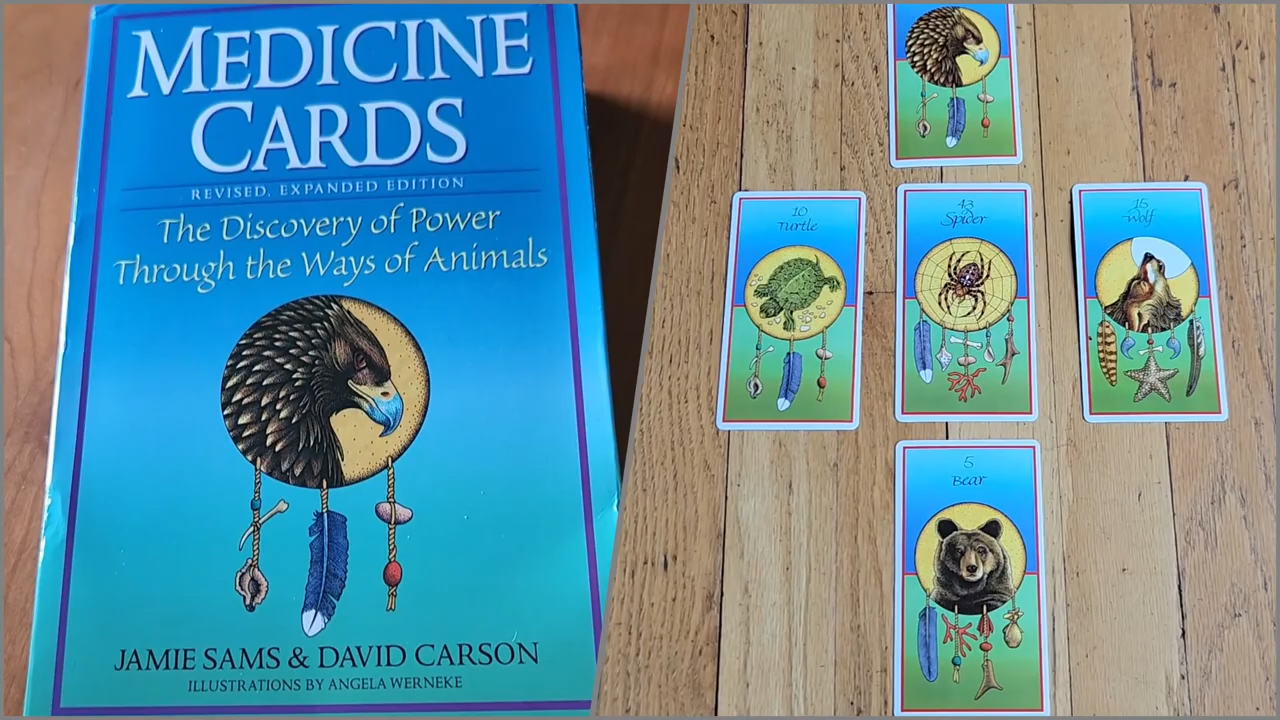 MEDICINE
CARDS
REVISED, EXPANDED EDITION
The Discovery of Power
Through the Ways of Animals
JAMIE SAMS & DAVID CARSON
ILLUSTRATIONS BY ANGELA WERNEKE
10
Turtle
43
Spider
15
Wolf
5
Bear